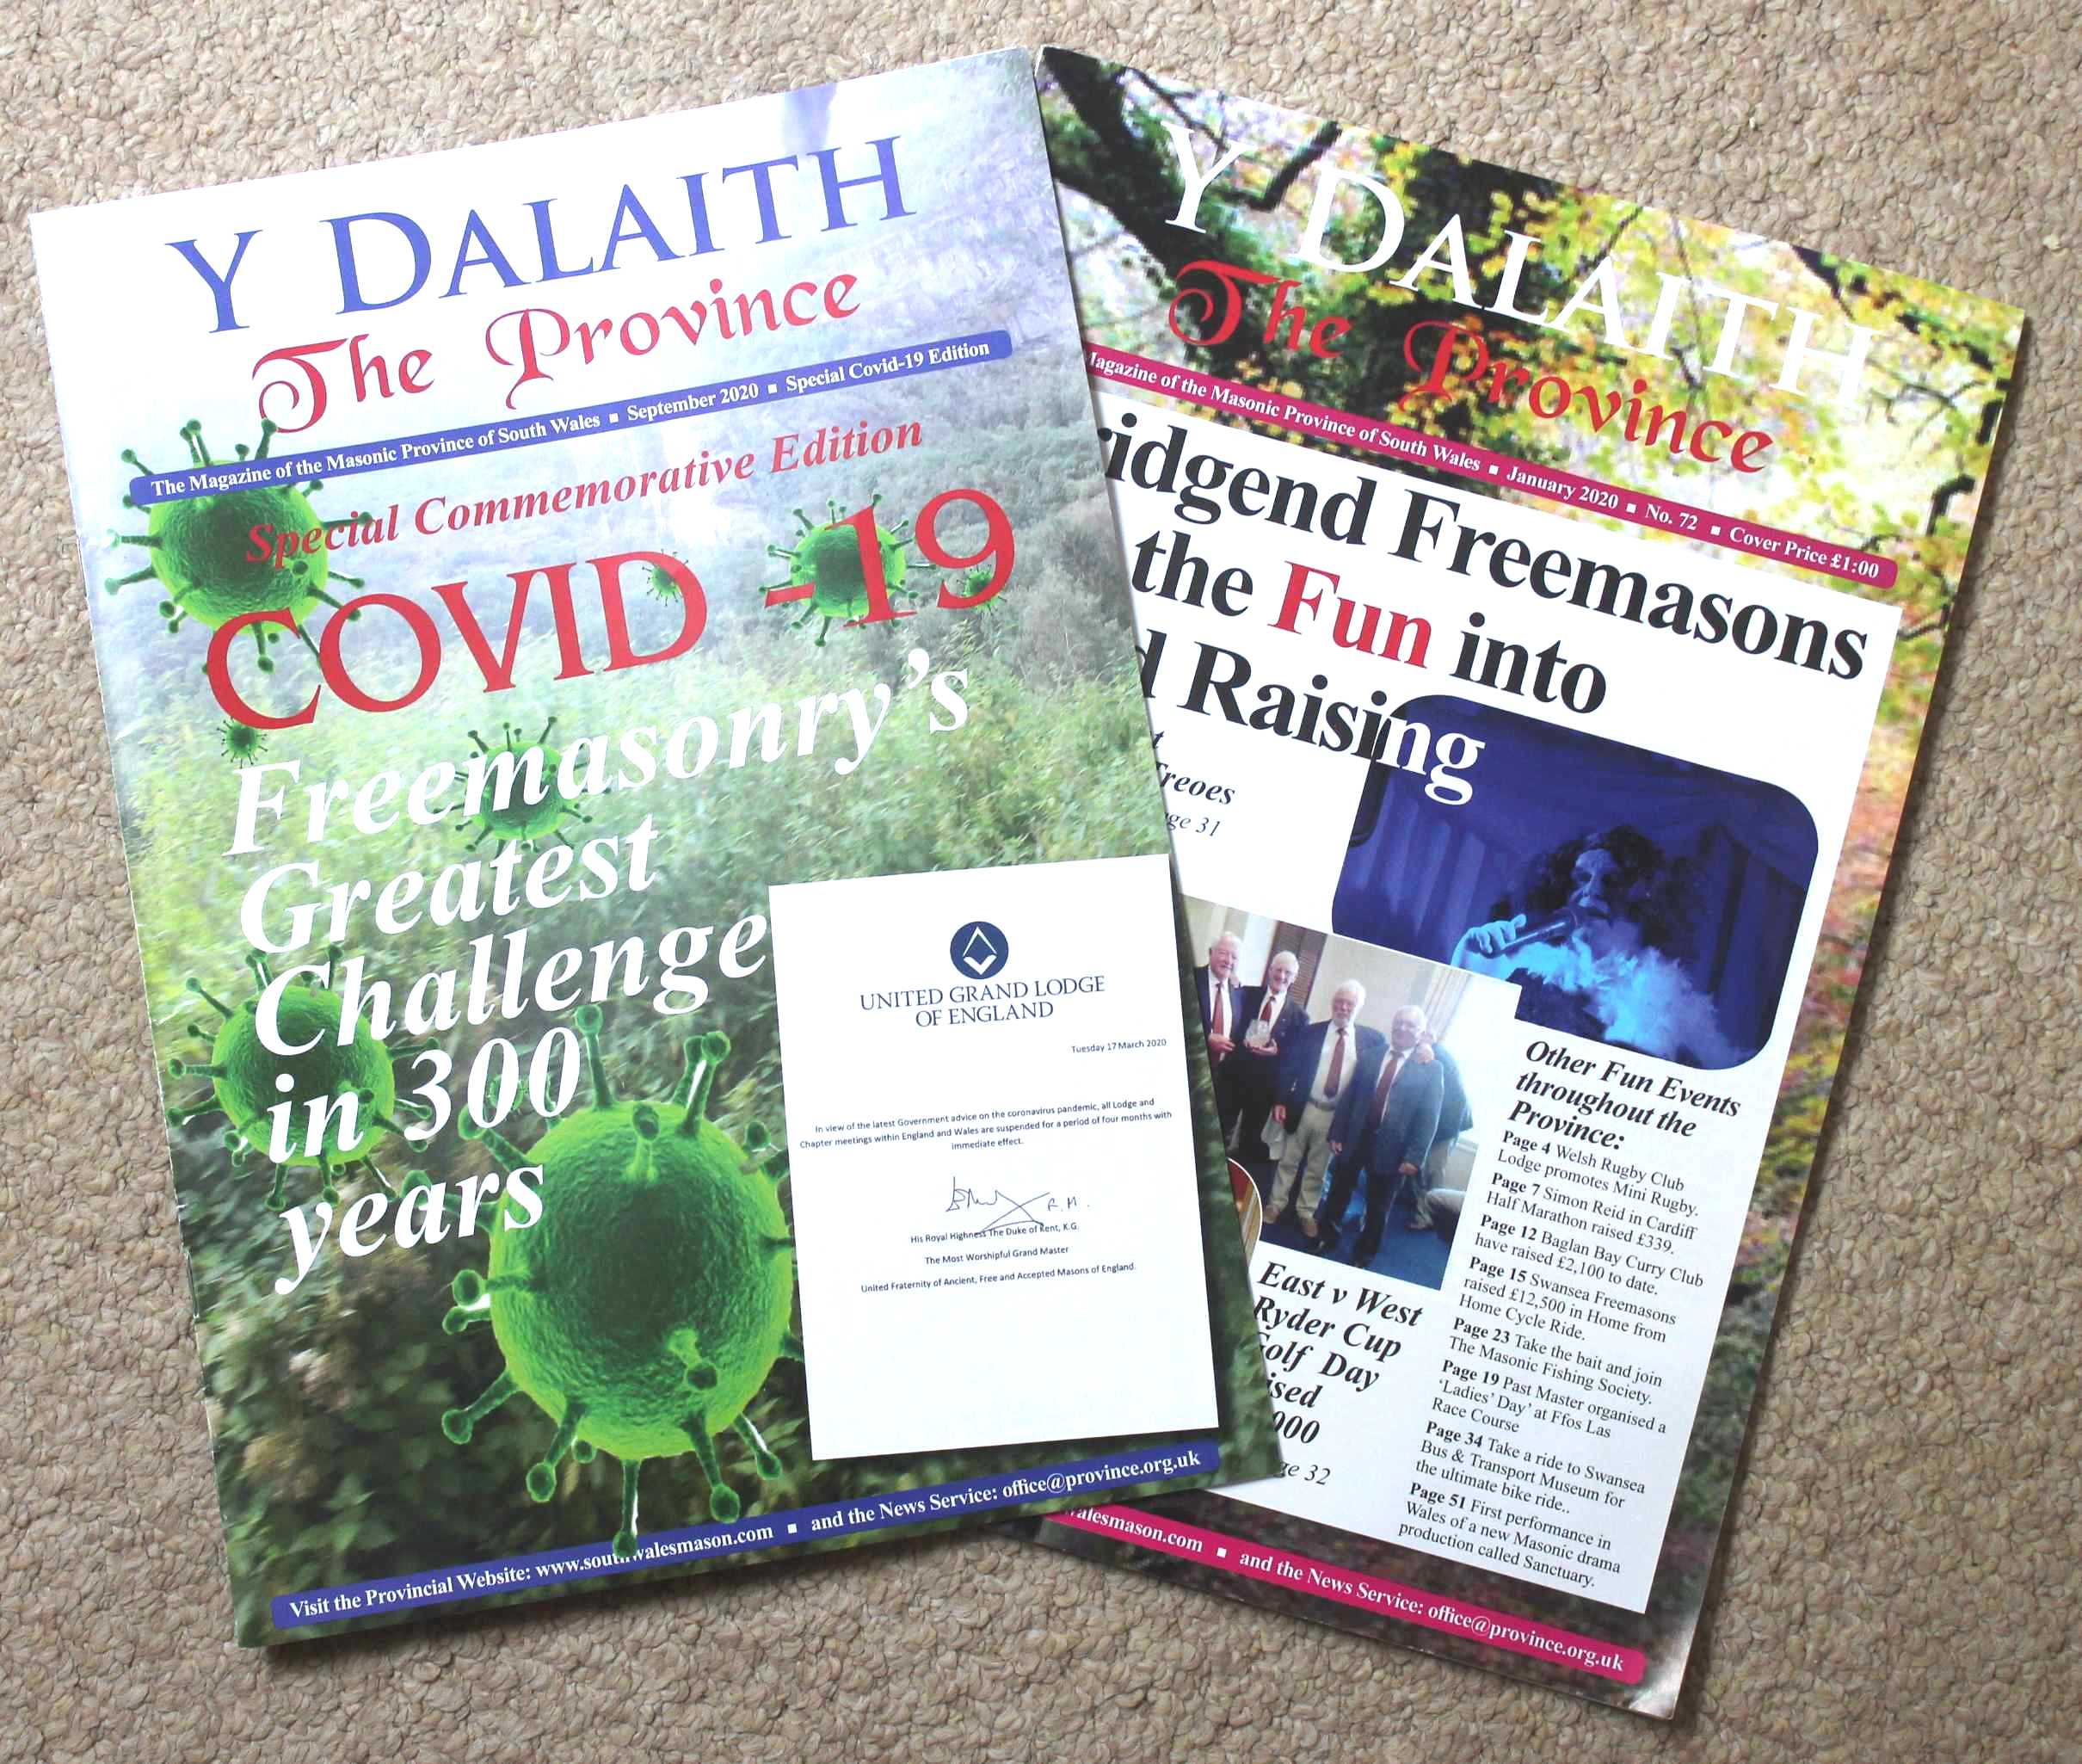 Y DALAITH
The Province
The Magazine of the Masonic Province of South Wales ■ September 2020 ■ Special Covid-19 Edition
Special Commemorative Edition
COVID -19
Freemasonry's
Greatest
Challenge
in 300
years
UNITED GRAND LODGE
OF ENGLAND
Tuesday 17 March 2020
In view of the latest Government advice on the coronavirus pandemic, all Lodge and
Chapter meetings within England and Wales are suspended for a period of four months with
immediate effect.
R.M.
His Royal Highness The Duke of Kent, K.G.
The Most Worshipful Grand Master
United Fraternity of Ancient, Free and Accepted Masons of England.
Visit the Provincial Website: www.southwalesmason.com ■ and the News Service: office@province.org.uk
Y DALAITH
The Province
Magazine of the Masonic Province of South Wales ■ January 2020 ■ No. 72 ■ Cover Price £1:00
ridgend Freemasons
the Fun into
d Raising
t
Treoes
ge 31
East v West
Ryder Cup
Golf Day
ised
000
ge 32
Other Fun Events
throughout the
Province:
Page 4 Welsh Rugby Club
Lodge promotes Mini Rugby.
Page 7 Simon Reid in Cardiff
Half Marathon raised £339.
Page 12 Baglan Bay Curry Club
have raised £2,100 to date.
Page 15 Swansea Freemasons
raised £12,500 in Home from
Home Cycle Ride.
Page 23 Take the bait and join
The Masonic Fishing Society.
Page 19 Past Master organised a
'Ladies' Day' at Ffos Las
Race Course
Page 34 Take a ride to Swansea
Bus & Transport Museum for
the ultimate bike ride..
Page 51 First performance in
Wales of a new Masonic drama
production called Sanctuary.
alesmason.com ■ and the News Service: office@province.org.uk